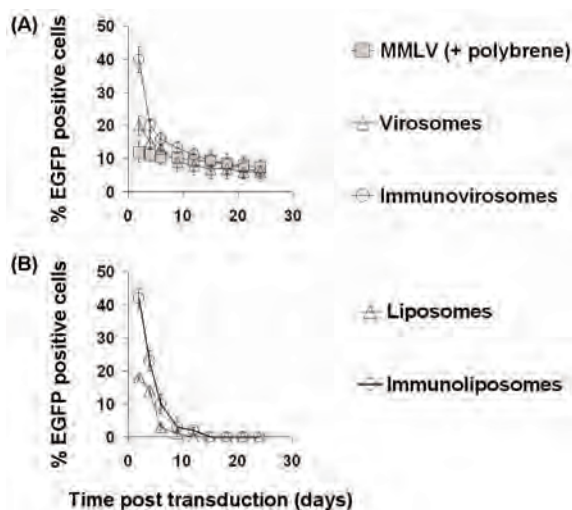 (A)
% EGFP positive cells
50
40
30
20
10
0
0 10 20 30
MMLV (+ polybrene)
Virosomes
Immunovirosomes
(B)
% EGFP positive cells
50
40
30
20
10
0
0 10 20 30
Liposomes
Immunoliposomes
Time post transduction (days)